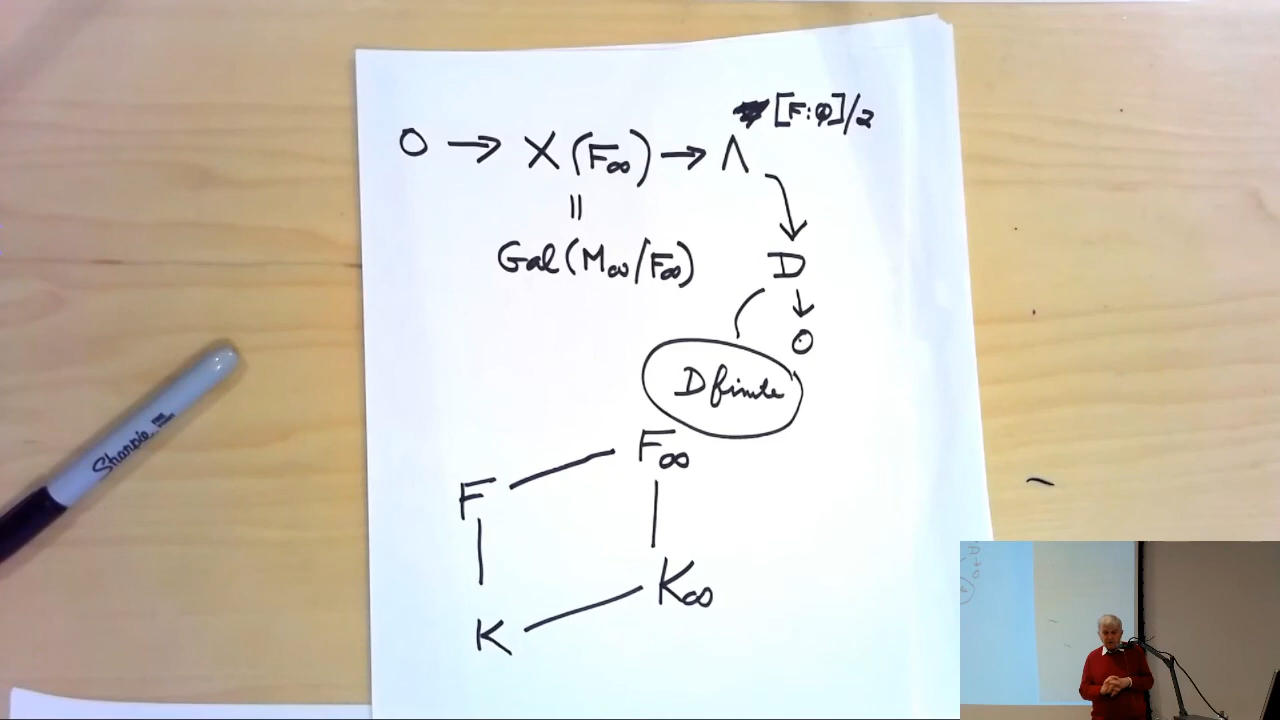 [F:Q]/2
0 → X(F∞) → Λ
||
Gal(M∞/F∞) D
0
D finite
F∞
F
K∞
K
Sharpie